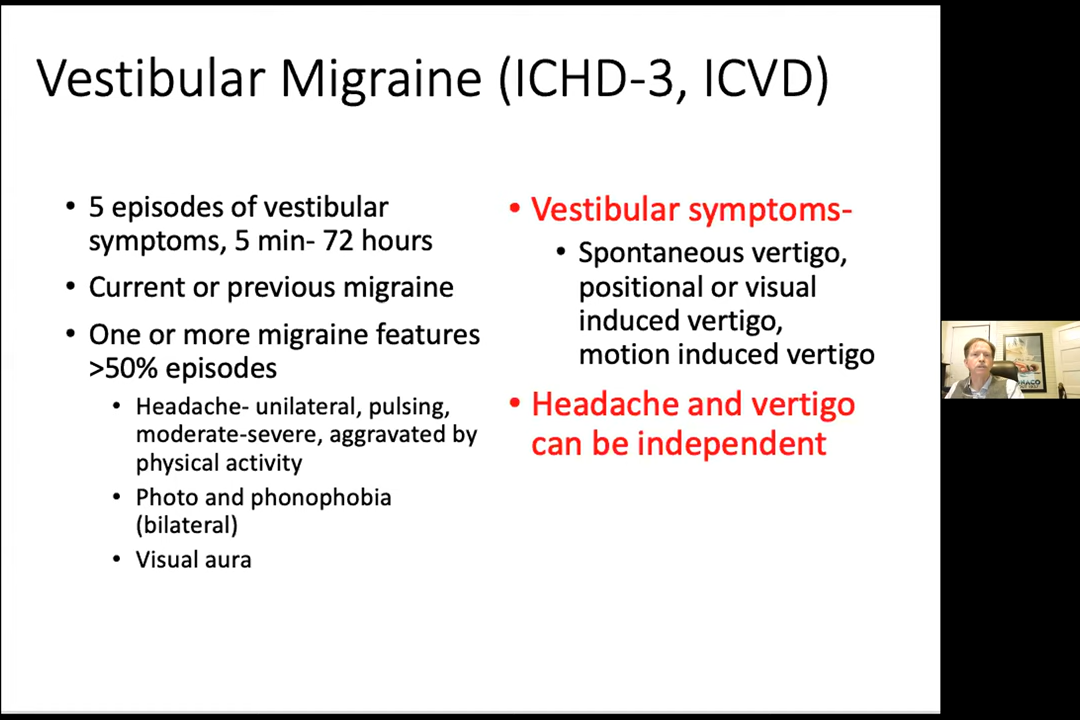 Vestibular Migraine (ICHD-3, ICVD)
• 5 episodes of vestibular
symptoms, 5 min- 72 hours
• Current or previous migraine
• One or more migraine features
>50% episodes
• Headache- unilateral, pulsing,
moderate-severe, aggravated by
physical activity
• Photo and phonophobia
(bilateral)
• Visual aura
• Vestibular symptoms-
• Spontaneous vertigo,
positional or visual
induced vertigo,
motion induced vertigo
• Headache and vertigo
can be independent